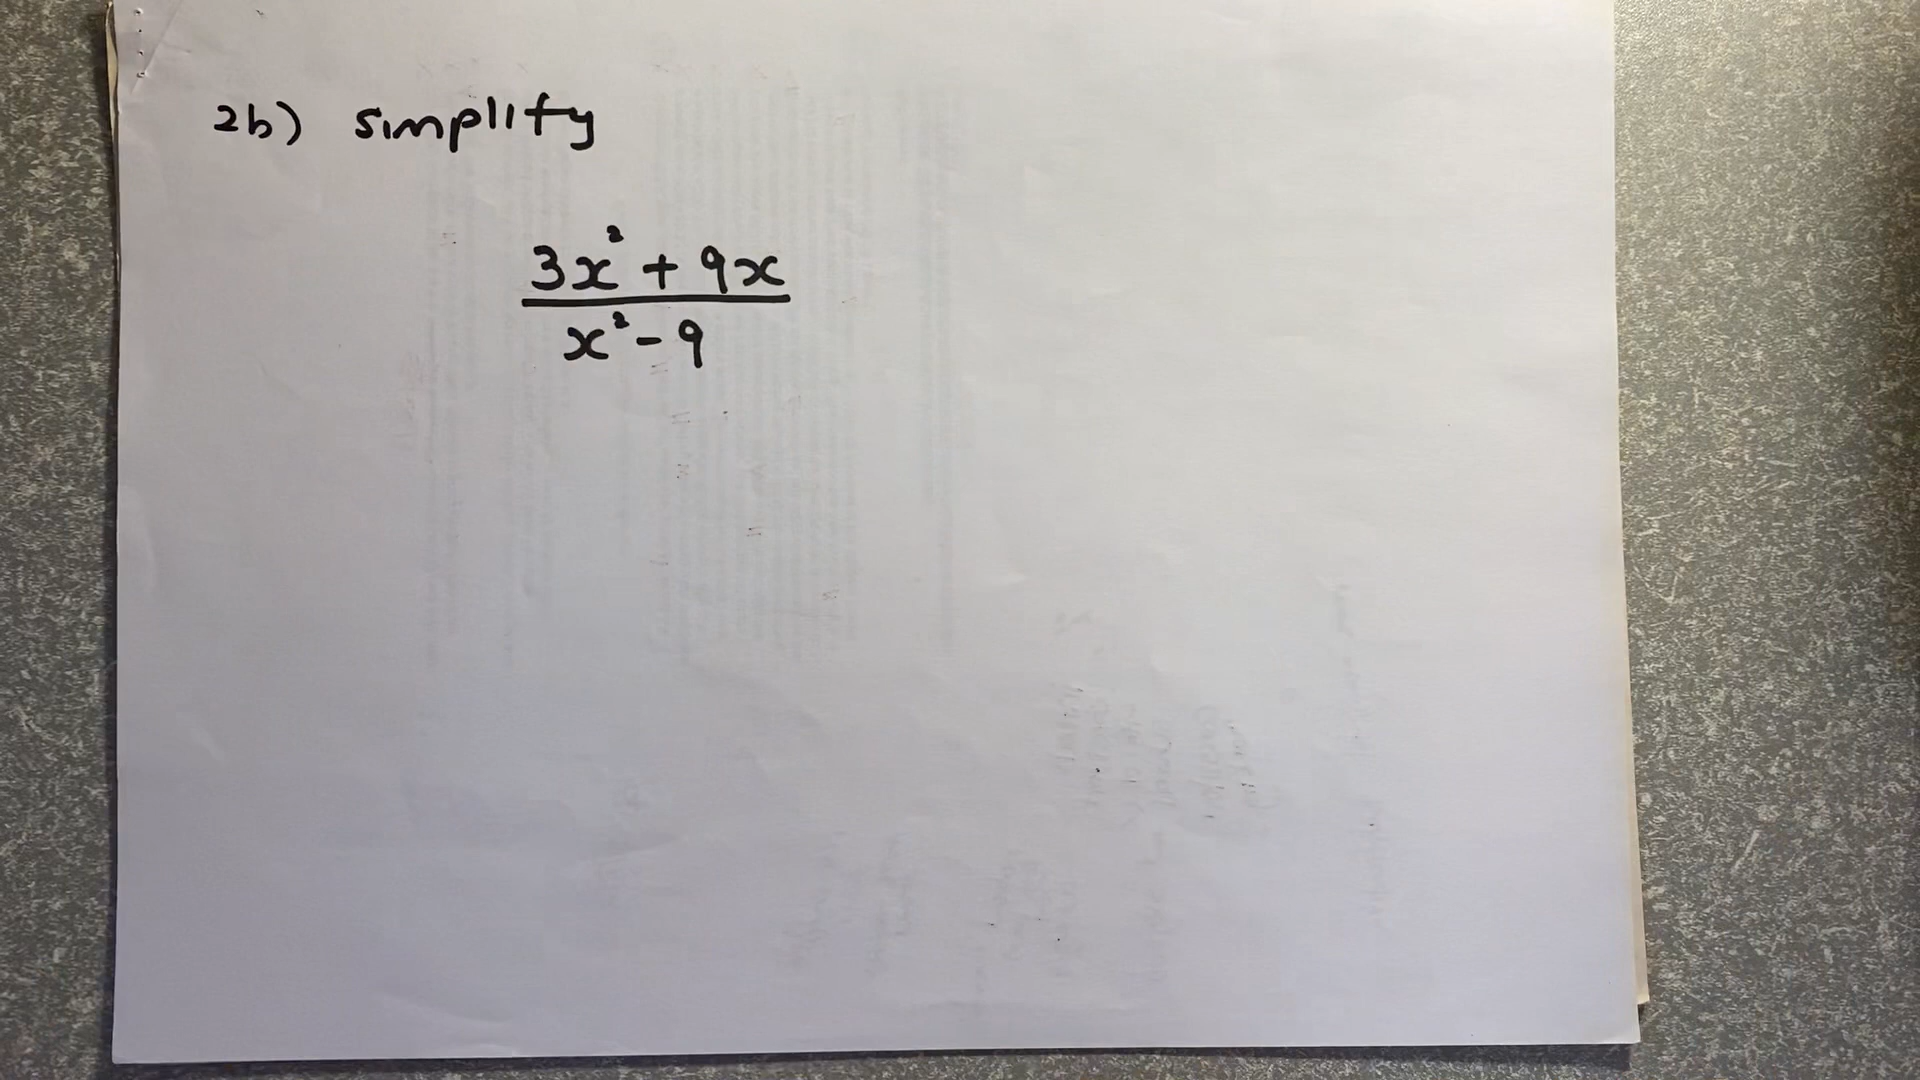 2b) simplify
3x² + 9x
x² - 9